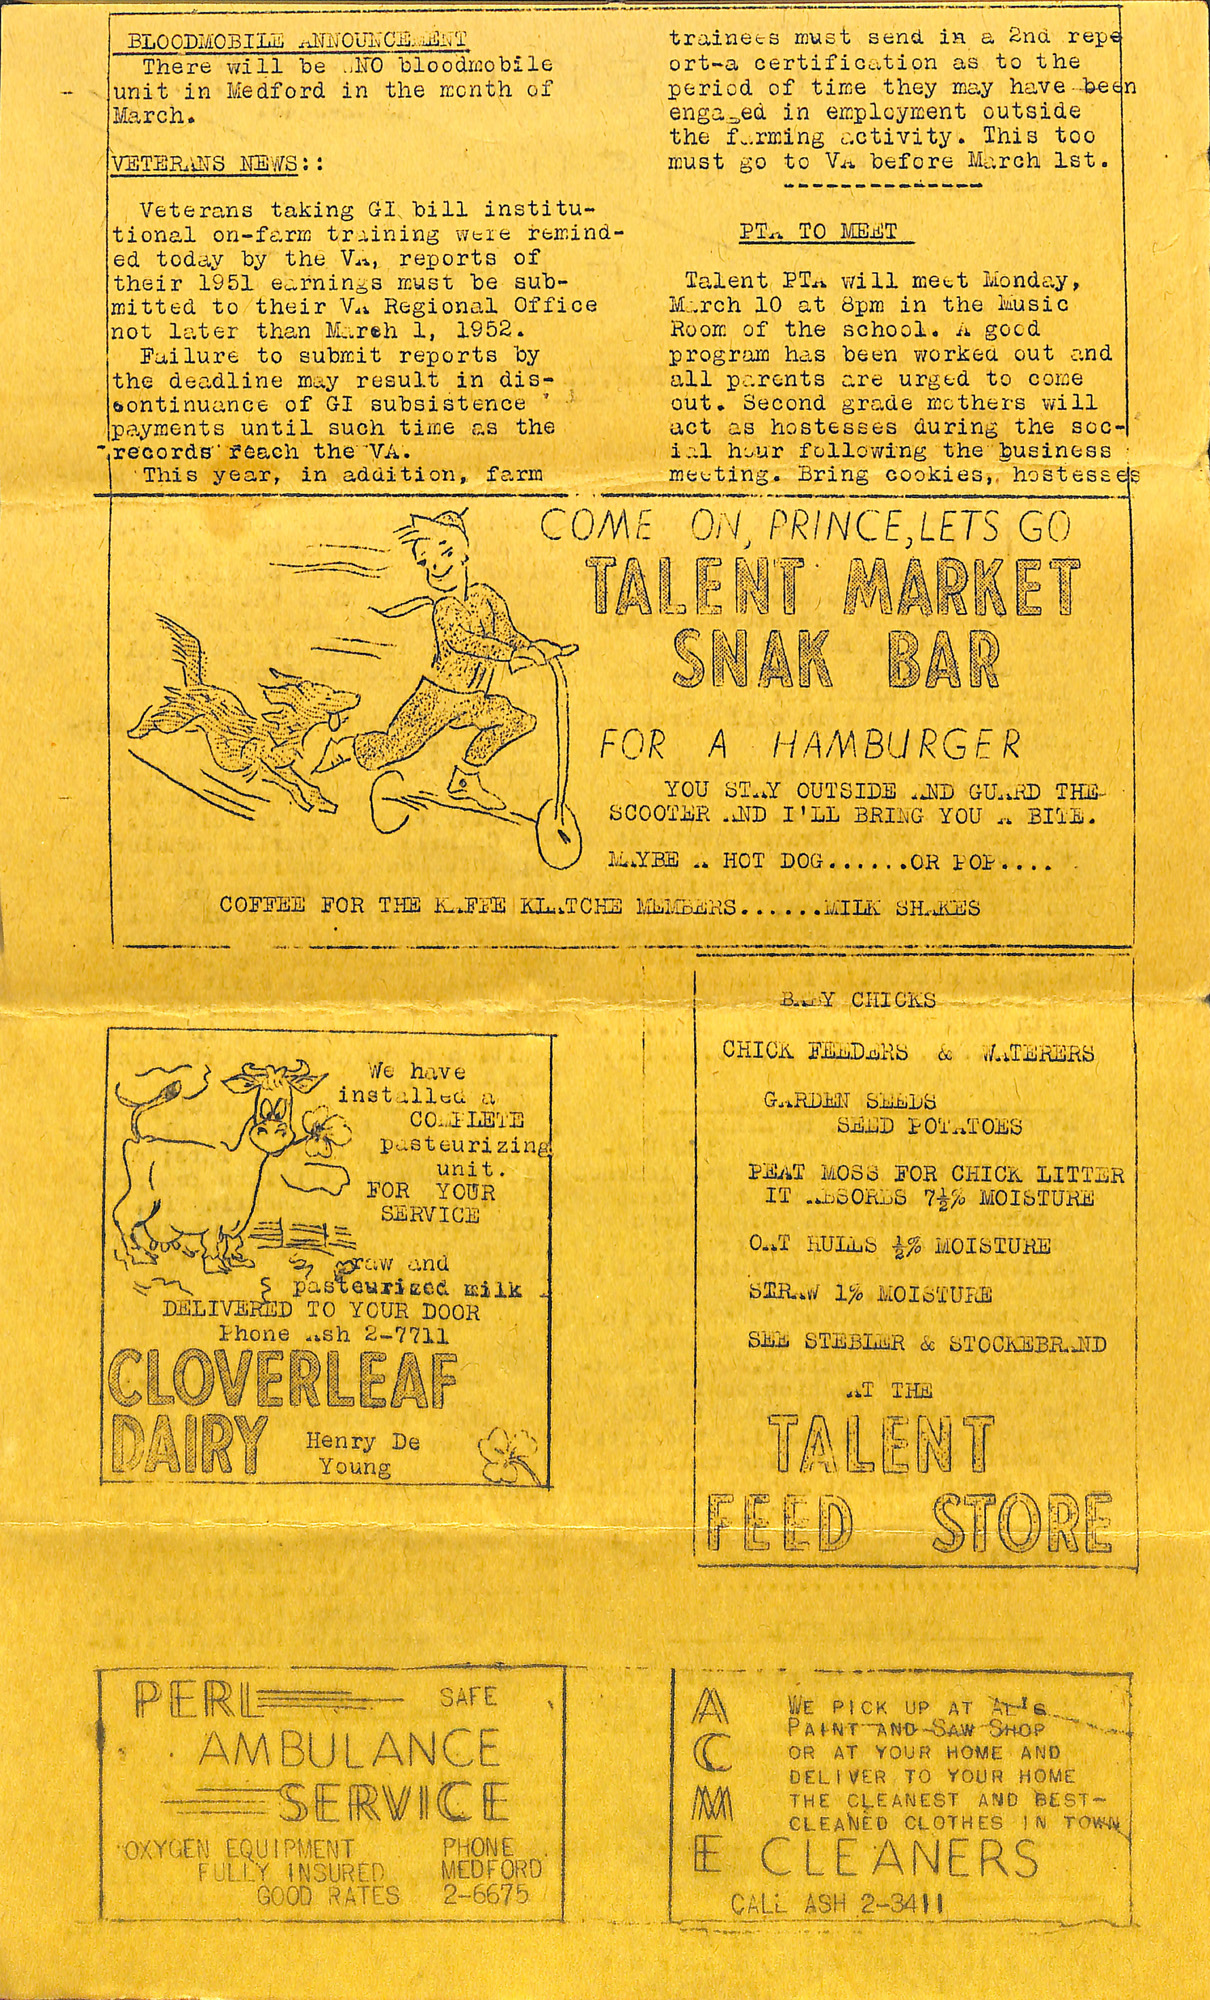 BLOODMOBILE ANNOUNCEMENT
There will be NO bloodmobile
unit in Medford in the month of
March.
VETERANS NEWS::
Veterans taking GI bill institu-
tional on-farm training were remind-
ed today by the VA, reports of
their 1951 earnings must be sub-
mitted to their VA Regional Office
not later than March 1, 1952.
Failure to submit reports by
the deadline may result in dis-
continuance of GI subsistence
payments until such time as the
records reach the VA.
This year, in addition, farm
trainees must send in a 2nd rep
ort-a certification as to the
period of time they may have been
engaged in employment outside
the farming activity. This too
must go to VA before March 1st.
--------------
PTA TO MEET
Talent PTA will meet Monday,
March 10 at 8pm in the Music
Room of the school. A good
program has been worked out and
all parents are urged to come
out. Second grade mothers will
act as hostesses during the soc-
ial hour following the business
meeting. Bring cookies, hostesses
COME ON, PRINCE, LETS GO
TALENT MARKET
SNAK BAR
FOR A HAMBURGER
YOU STAY OUTSIDE AND GUARD THE
SCOOTER AND I'LL BRING YOU A BITE.
MAYBE A HOT DOG......OR POP....
COFFEE FOR THE KAFFE KLATCHE MEMBERS......MILK SHAKES
We have
installed a
COMPLETE
pasteurizing
unit.
FOR YOUR
SERVICE
raw and
pasteurized milk
DELIVERED TO YOUR DOOR
Phone Ash 2-7711
CLOVERLEAF
DAIRY
Henry De
Young
BABY CHICKS
CHICK FEEDERS & WATERERS
GARDEN SEEDS
SEED POTATOES
PEAT MOSS FOR CHICK LITTER
IT ABSORBS 7½% MOISTURE
OAT HULLS ½% MOISTURE
STRAW 1% MOISTURE
SEE STEBLER & STOCKEBRAND
AT THE
TALENT
FEED STORE
PERL SAFE
AMBULANCE
SERVICE
OXYGEN EQUIPMENT
FULLY INSURED
GOOD RATES
PHONE
MEDFORD
2-6675
ACME
WE PICK UP AT AL'S
PAINT AND SAW SHOP
OR AT YOUR HOME AND
DELIVER TO YOUR HOME
THE CLEANEST AND BEST-
CLEANED CLOTHES IN TOWN
CLEANERS
CALL ASH 2-3411